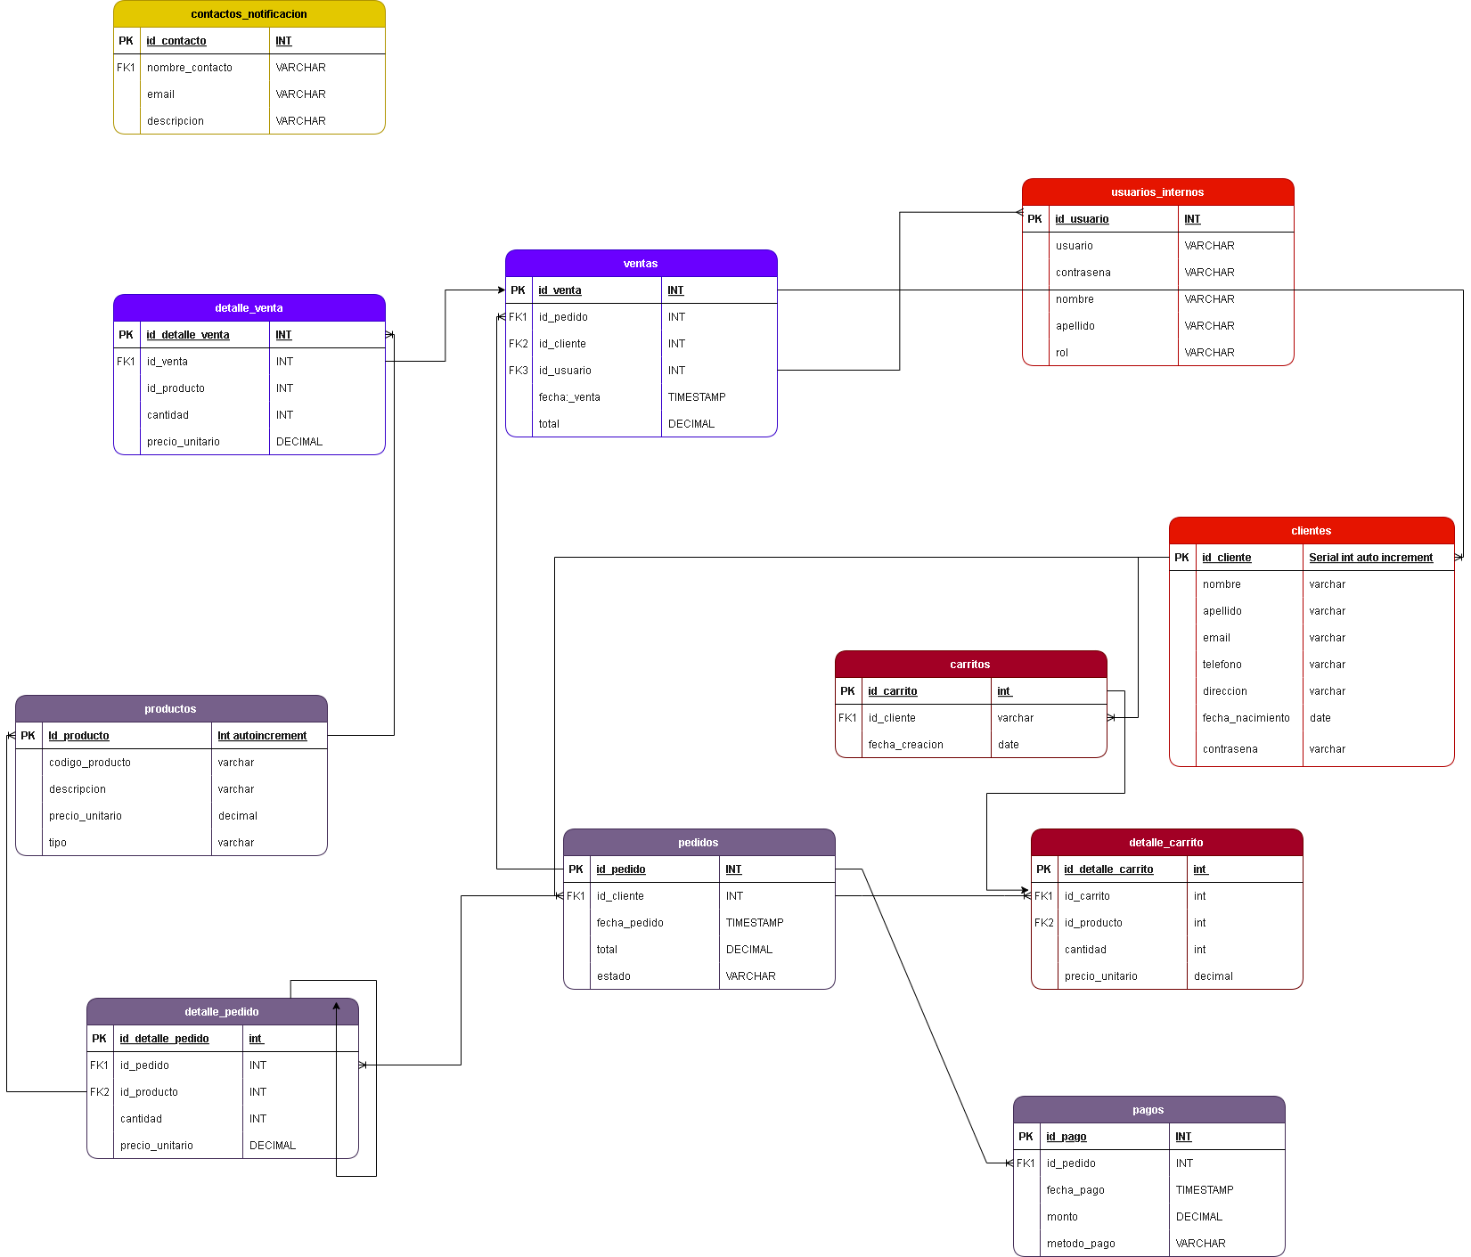 contactos_notificacion
PK id_contacto INT
FK1 nombre_contacto VARCHAR
email VARCHAR
descripcion VARCHAR
usuarios_internos
PK id_usuario INT
usuario VARCHAR
contrasena VARCHAR
nombre VARCHAR
apellido VARCHAR
rol VARCHAR
ventas
PK id_venta INT
FK1 id_pedido INT
FK2 id_cliente INT
FK3 id_usuario INT
fecha:_venta TIMESTAMP
total DECIMAL
detalle_venta
PK id_detalle_venta INT
FK1 id_venta INT
id_producto INT
cantidad INT
precio_unitario DECIMAL
clientes
PK id_cliente Serial int auto increment
nombre varchar
apellido varchar
email varchar
telefono varchar
direccion varchar
fecha_nacimiento date
contrasena varchar
carritos
PK id_carrito int
FK1 id_cliente varchar
fecha_creacion date
productos
PK Id_producto Int autoincrement
codigo_producto varchar
descripcion varchar
precio_unitario decimal
tipo varchar
pedidos
PK id_pedido INT
FK1 id_cliente INT
fecha_pedido TIMESTAMP
total DECIMAL
estado VARCHAR
detalle_carrito
PK id_detalle_carrito int
FK1 id_carrito int
FK2 id_producto int
cantidad int
precio_unitario decimal
detalle_pedido
PK id_detalle_pedido int
FK1 id_pedido INT
FK2 id_producto INT
cantidad INT
precio_unitario DECIMAL
pagos
PK id_pago INT
FK1 id_pedido INT
fecha_pago TIMESTAMP
monto DECIMAL
metodo_pago VARCHAR